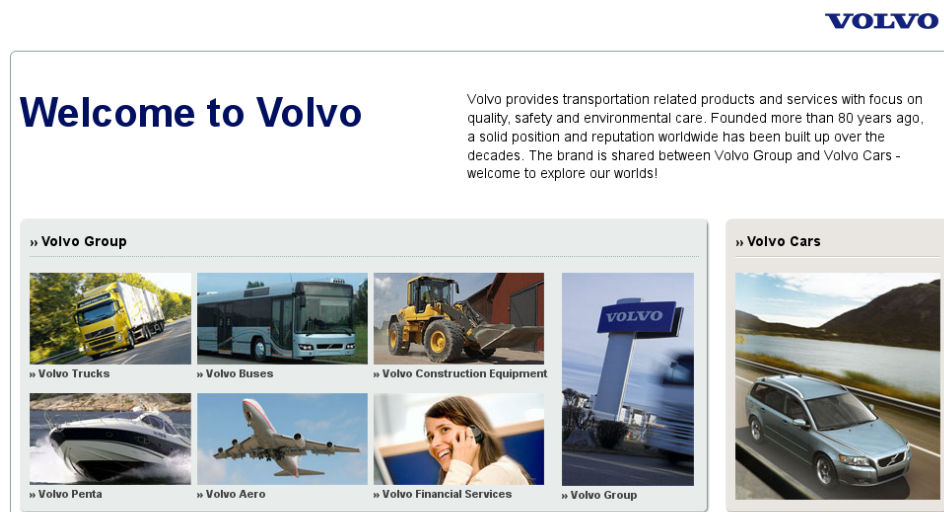 VOLVO
Welcome to Volvo
Volvo provides transportation related products and services with focus on
quality, safety and environmental care. Founded more than 80 years ago,
a solid position and reputation worldwide has been built up over the
decades. The brand is shared between Volvo Group and Volvo Cars -
welcome to explore our worlds!
›› Volvo Group
›› Volvo Cars
VOLVO
›› Volvo Trucks
›› Volvo Buses
›› Volvo Construction Equipment
›› Volvo Penta
›› Volvo Aero
›› Volvo Financial Services
›› Volvo Group